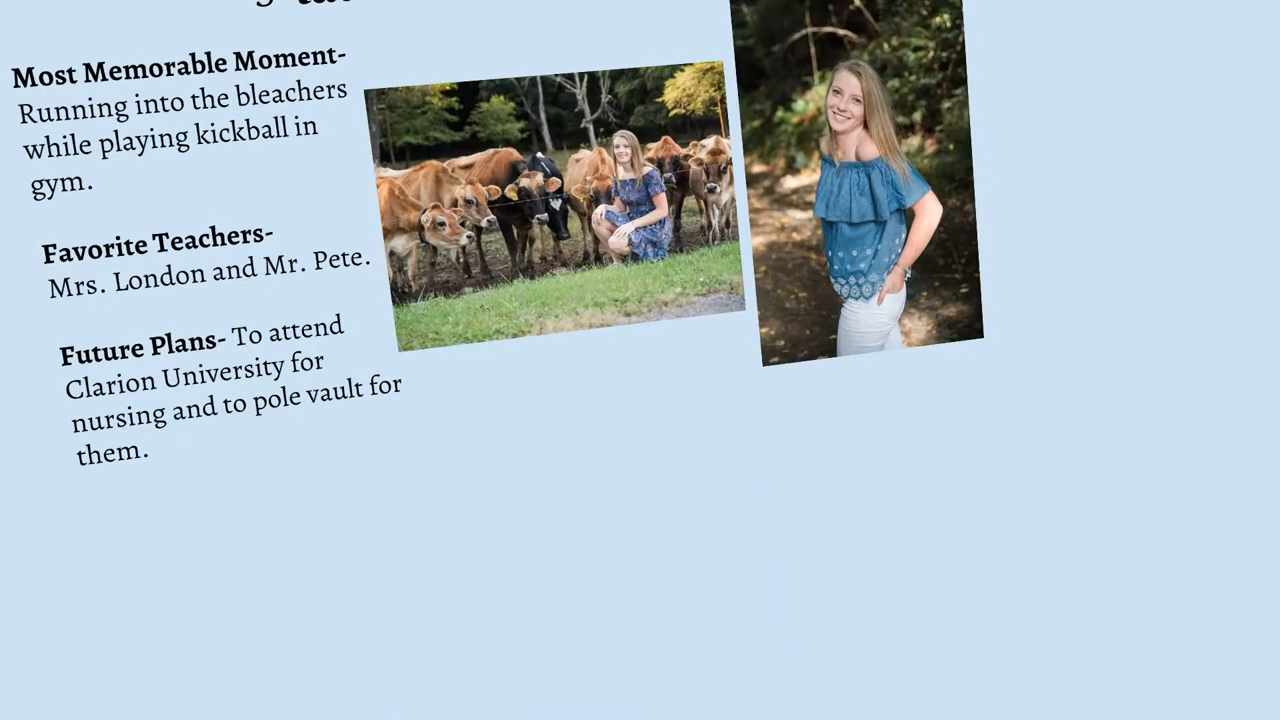 Most Memorable Moment-
Running into the bleachers
while playing kickball in
gym.
Favorite Teachers-
Mrs. London and Mr. Pete.
Future Plans- To attend
Clarion University for
nursing and to pole vault for
them.